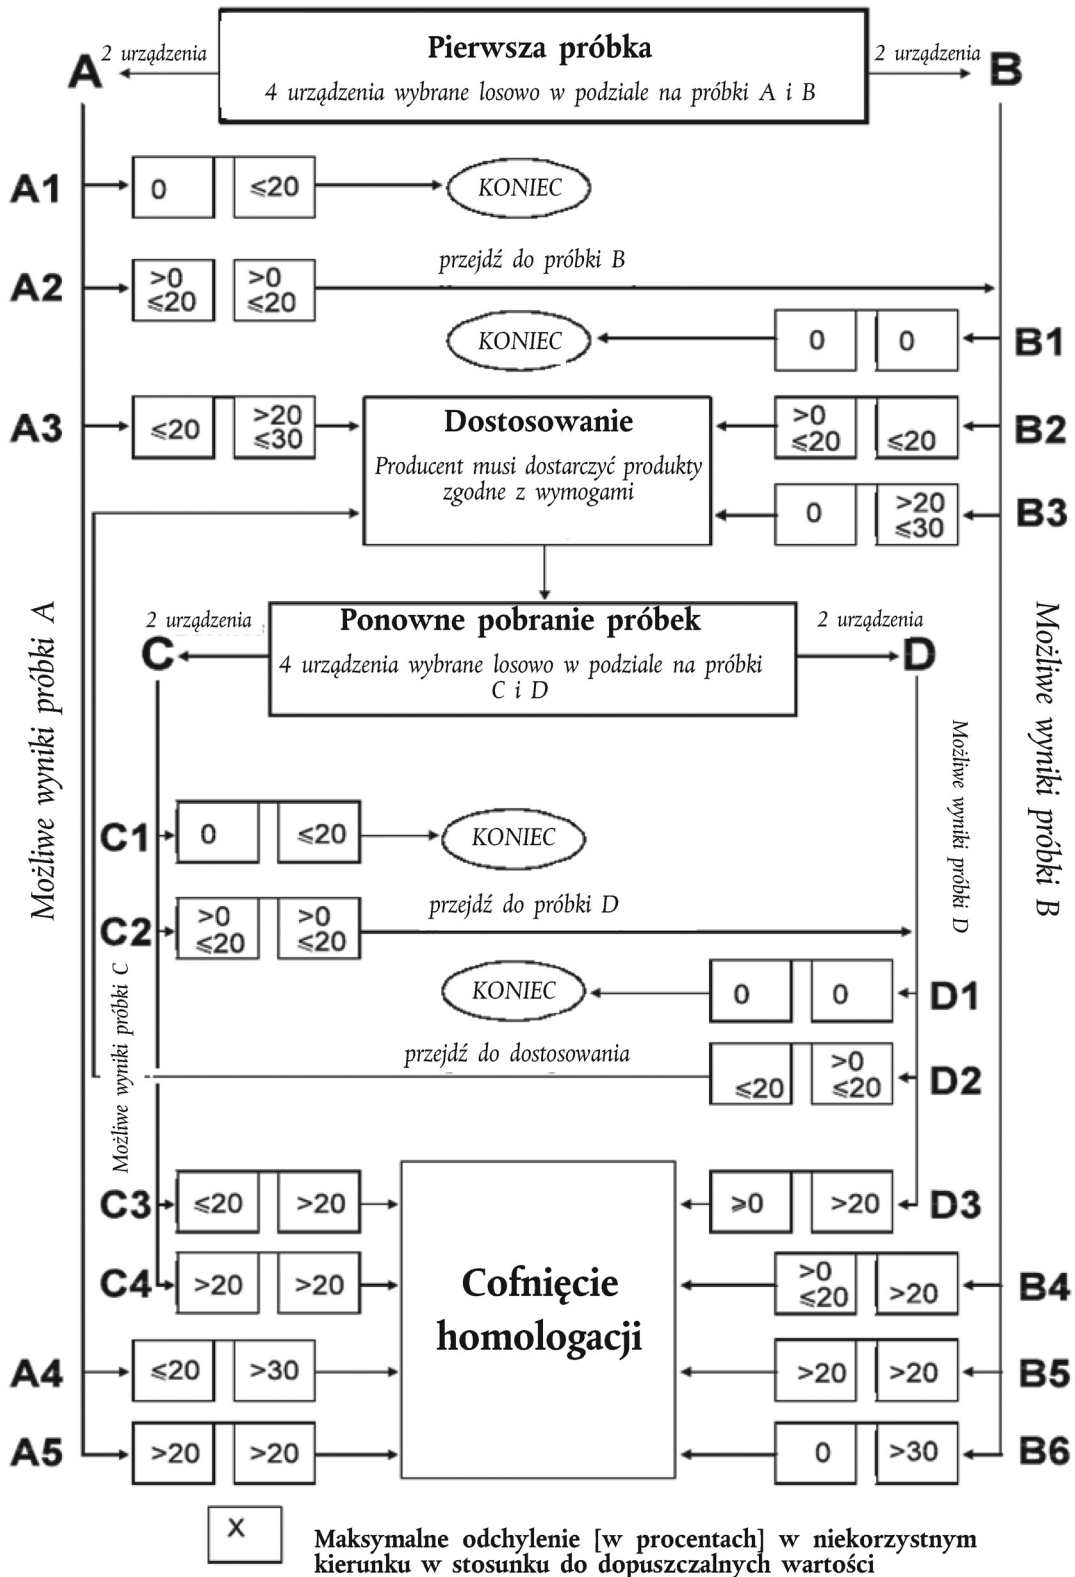 Pierwsza próbka
A 2 urządzenia
2 urządzenia B
4 urządzenia wybrane losowo w podziale na próbki A i B
A1 0 ⩽20 KONIEC
przejdź do próbki B
A2 >0 >0
⩽20 ⩽20
KONIEC 0 0 B1
A3 ⩽20 >20
⩽30
Dostosowanie
Producent musi dostarczyć produkty
zgodne z wymogami
>0
⩽20 ⩽20 B2
0 >20
⩽30 B3
Możliwe wyniki próbki A
Możliwe wyniki próbki B
Ponowne pobranie próbek
C 2 urządzenia
2 urządzenia D
4 urządzenia wybrane losowo w podziale na próbki
C i D
Możliwe wyniki próbki D
C1 0 ⩽20 KONIEC
przejdź do próbki D
C2 >0 >0
⩽20 ⩽20
Możliwe wyniki próbki C
KONIEC 0 0 D1
przejdź do dostosowania
⩽20 >0
⩽20 D2
C3 ⩽20 >20
⩾0 >20 D3
C4 >20 >20
Cofnięcie
homologacji
>0
⩽20 >20 B4
A4 ⩽20 >30
>20 >20 B5
A5 >20 >20
0 >30 B6
X
Maksymalne odchylenie [w procentach] w niekorzystnym
kierunku w stosunku do dopuszczalnych wartości